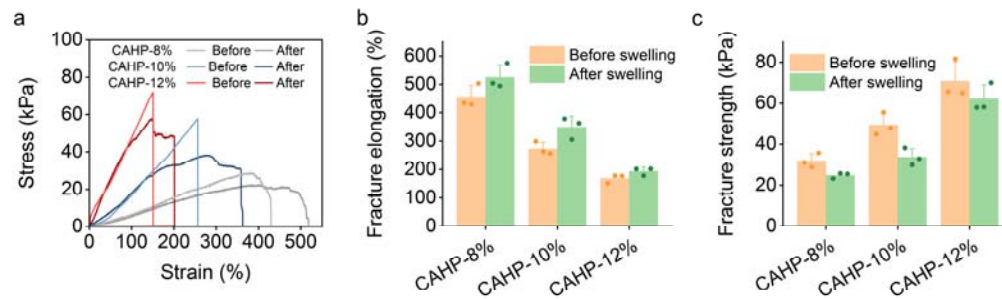 a
Stress (kPa)
100
80
60
40
20
0
CAHP-8% Before After
CAHP-10% Before After
CAHP-12% Before After
0 100 200 300 400 500
Strain (%)
b
Fracture elongation (%)
600
500
400
300
200
100
0
Before swelling
After swelling
CAHP-8%
CAHP-10%
CAHP-12%
c
Fracture strength (kPa)
80
60
40
20
0
Before swelling
After swelling
CAHP-8%
CAHP-10%
CAHP-12%